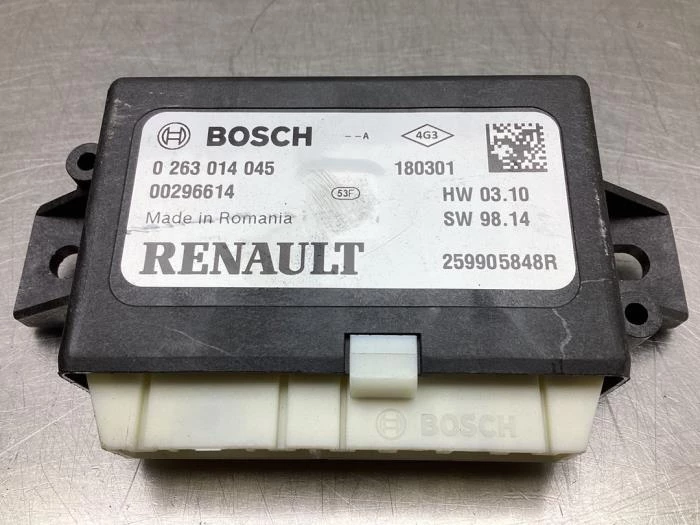 BOSCH --A 4G3
0 263 014 045 180301
00296614 53F HW 03.10
Made in Romania SW 98.14
RENAULT 259905848R
BOSCH